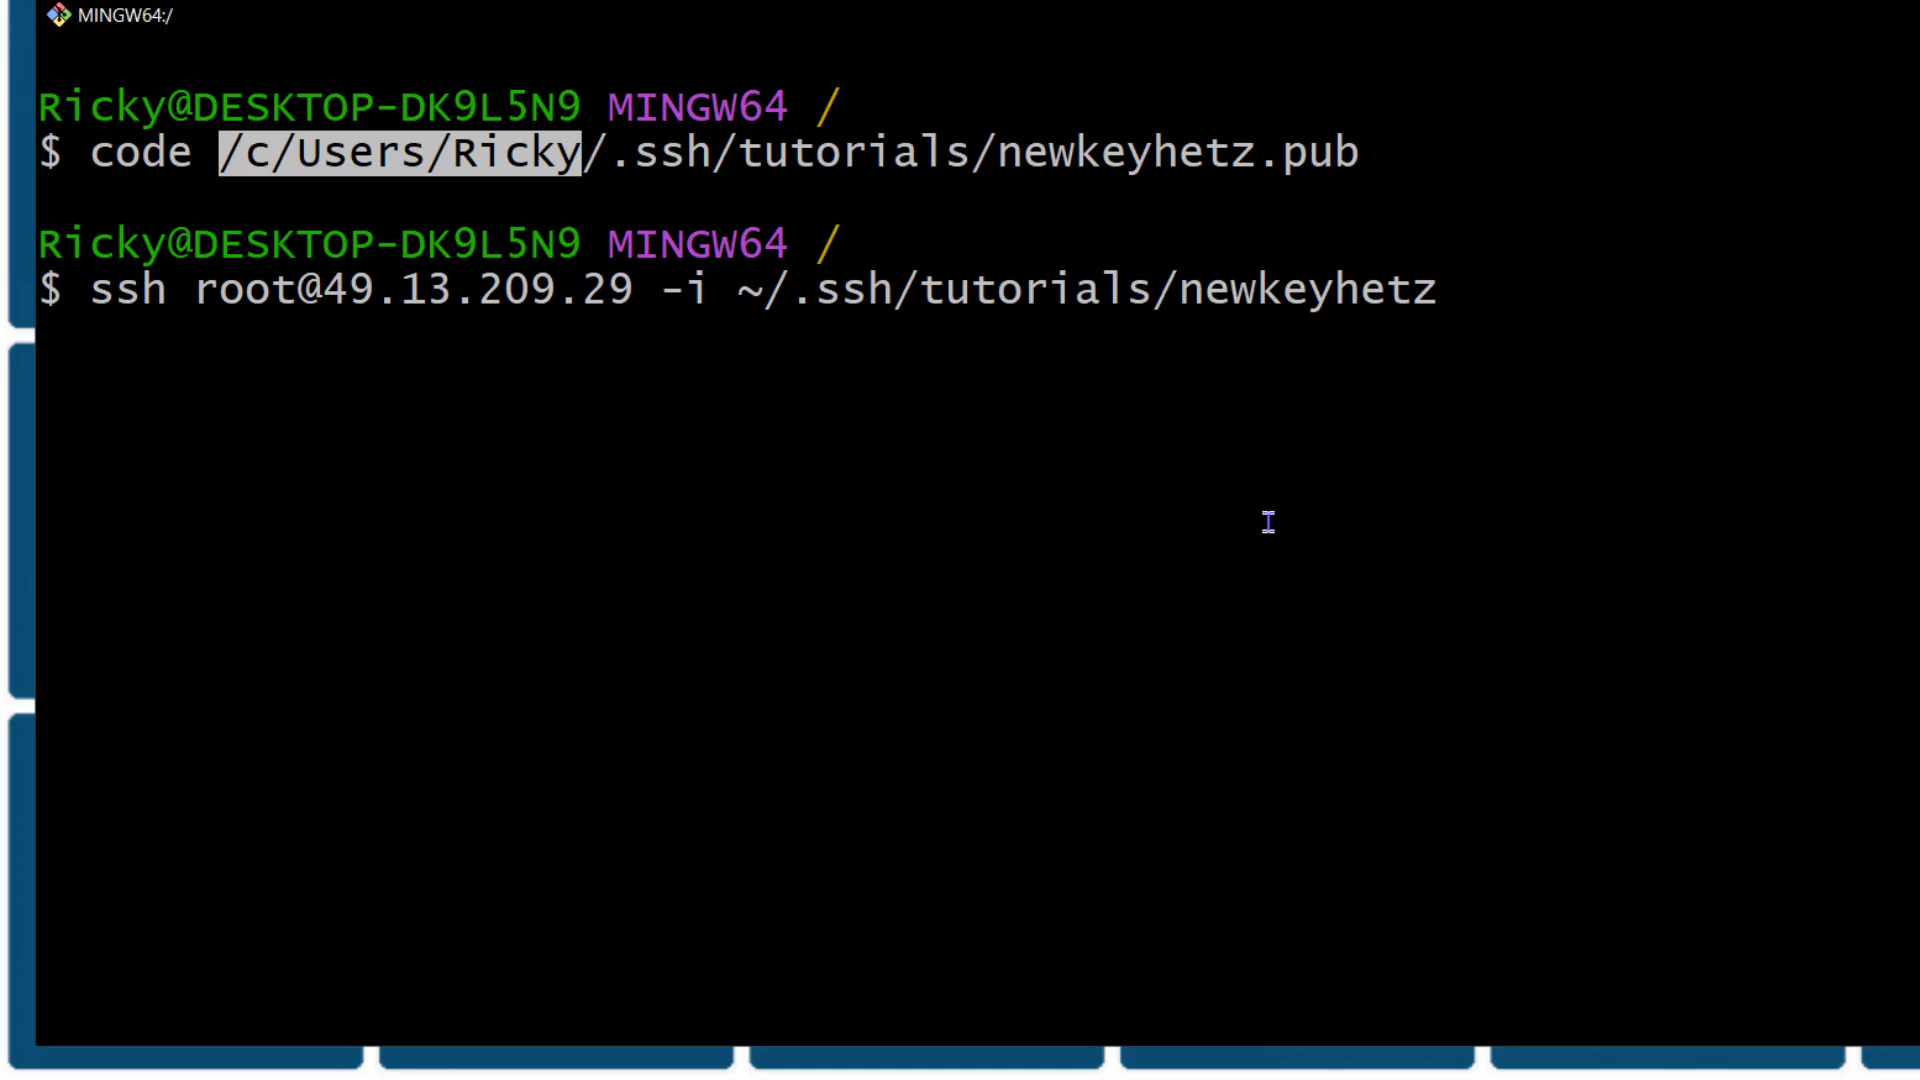 MINGW64:/
Ricky@DESKTOP-DK9L5N9 MINGW64 /
$ code /c/Users/Ricky/.ssh/tutorials/newkeyhetz.pub
Ricky@DESKTOP-DK9L5N9 MINGW64 /
$ ssh root@49.13.209.29 -i ~/.ssh/tutorials/newkeyhetz